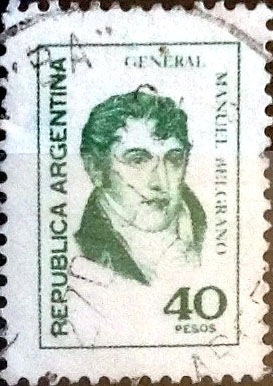 REPUBLICA ARGENTINA
GENERAL
MANUEL BELGRANO
40
PESOS